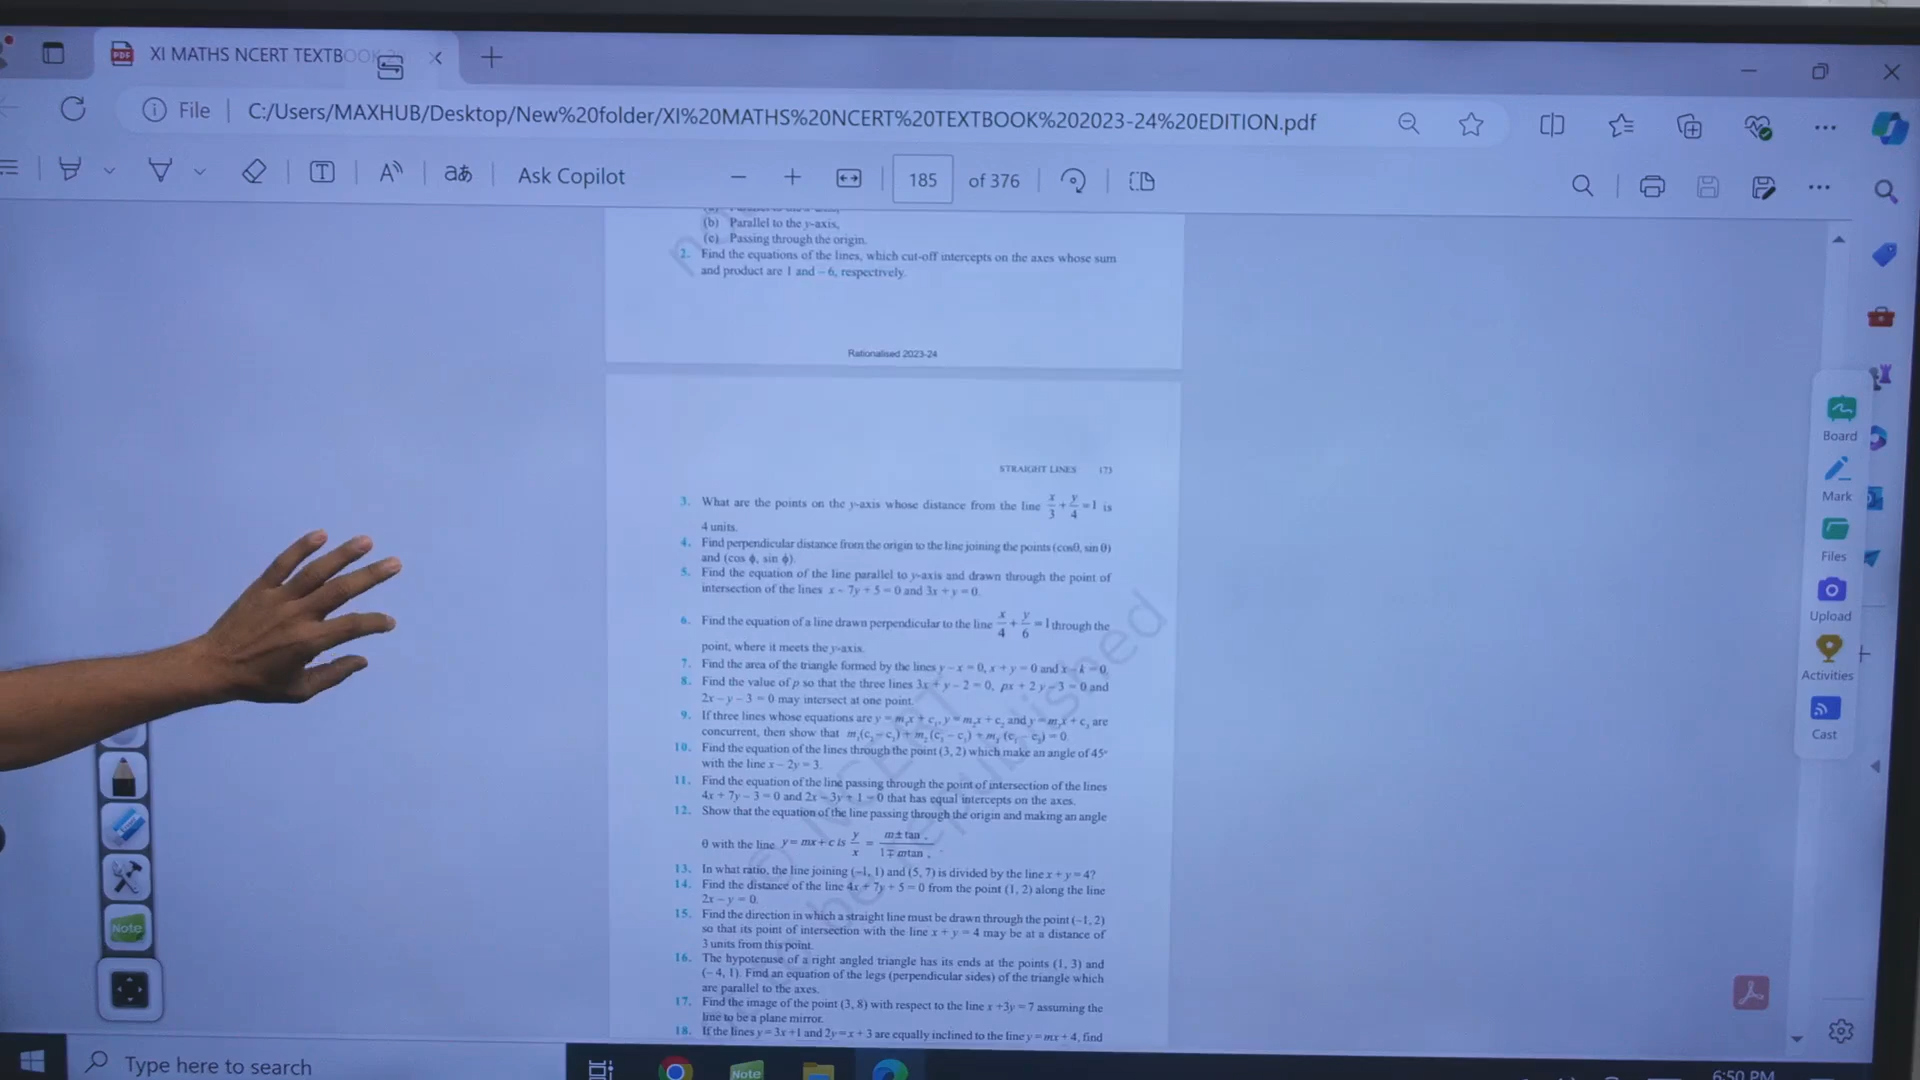 XI MATHS NCERT TEXTBOOK
File C:/Users/MAXHUB/Desktop/New%20folder/XI%20MATHS%20NCERT%20TEXTBOOK%202023-24%20EDITION.pdf
Ask Copilot 185 of 376
(b) Parallel to the y-axis,
(c) Passing through the origin.
2. Find the equations of the lines, which cut-off intercepts on the axes whose sum
and product are 1 and – 6, respectively.
Rationalised 2023-24
STRAIGHT LINES 173
3. What are the points on the y-axis whose distance from the line x/3 + y/4 = 1 is
4 units.
4. Find perpendicular distance from the origin to the line joining the points (cosθ, sin θ)
and (cos ϕ, sin ϕ).
5. Find the equation of the line parallel to y-axis and drawn through the point of
intersection of the lines x – 7y + 5 = 0 and 3x + y = 0.
6. Find the equation of a line drawn perpendicular to the line x/4 + y/6 = 1 through the
point, where it meets the y-axis.
7. Find the area of the triangle formed by the lines y – x = 0, x + y = 0 and x – k = 0.
8. Find the value of p so that the three lines 3x + y – 2 = 0, px + 2 y – 3 = 0 and
2x – y – 3 = 0 may intersect at one point.
9. If three lines whose equations are y = m₁x + c₁, y = m₂x + c₂ and y = m₃x + c₃ are
concurrent, then show that m₁(c₂ – c₃) + m₂ (c₃ – c₁) + m₃ (c₁ – c₂) = 0.
10. Find the equation of the lines through the point (3, 2) which make an angle of 45°
with the line x – 2y = 3.
11. Find the equation of the line passing through the point of intersection of the lines
4x + 7y – 3 = 0 and 2x – 3y + 1 = 0 that has equal intercepts on the axes.
12. Show that the equation of the line passing through the origin and making an angle
θ with the line y = mx + c is y/x = m ± tan / 1 ∓ mtan
13. In what ratio, the line joining (–1, 1) and (5, 7) is divided by the line x + y = 4?
14. Find the distance of the line 4x + 7y + 5 = 0 from the point (1, 2) along the line
2x – y = 0.
15. Find the direction in which a straight line must be drawn through the point (–1, 2)
so that its point of intersection with the line x + y = 4 may be at a distance of
3 units from this point.
16. The hypotenuse of a right angled triangle has its ends at the points (1, 3) and
(– 4, 1). Find an equation of the legs (perpendicular sides) of the triangle which
are parallel to the axes.
17. Find the image of the point (3, 8) with respect to the line x +3y = 7 assuming the
line to be a plane mirror.
18. If the lines y = 3x +1 and 2y = x + 3 are equally inclined to the line y = mx + 4, find
© NCERT
republished
Board
Mark
Files
Upload
Activities
Cast
Note
Type here to search
Note
6:50 PM